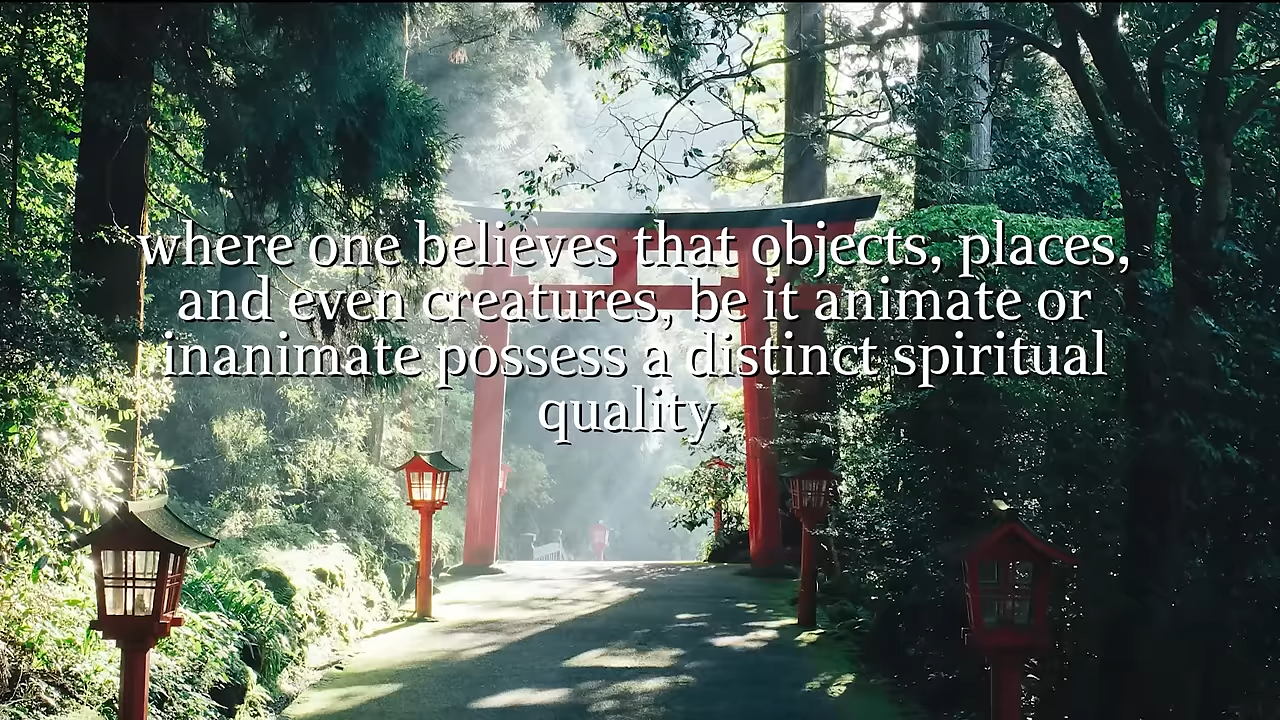 where one believes that objects, places,
and even creatures, be it animate or
inanimate possess a distinct spiritual
quality.